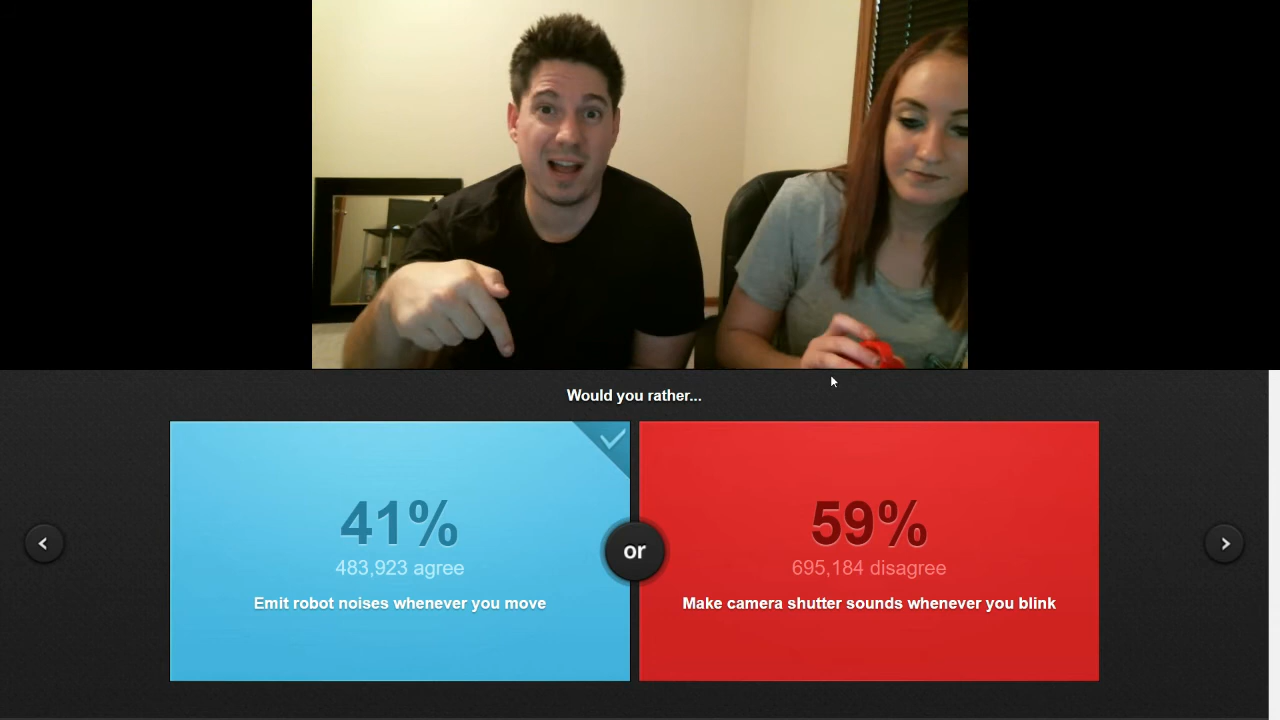 Would you rather...
41%
483,923 agree
Emit robot noises whenever you move
or
59%
695,184 disagree
Make camera shutter sounds whenever you blink